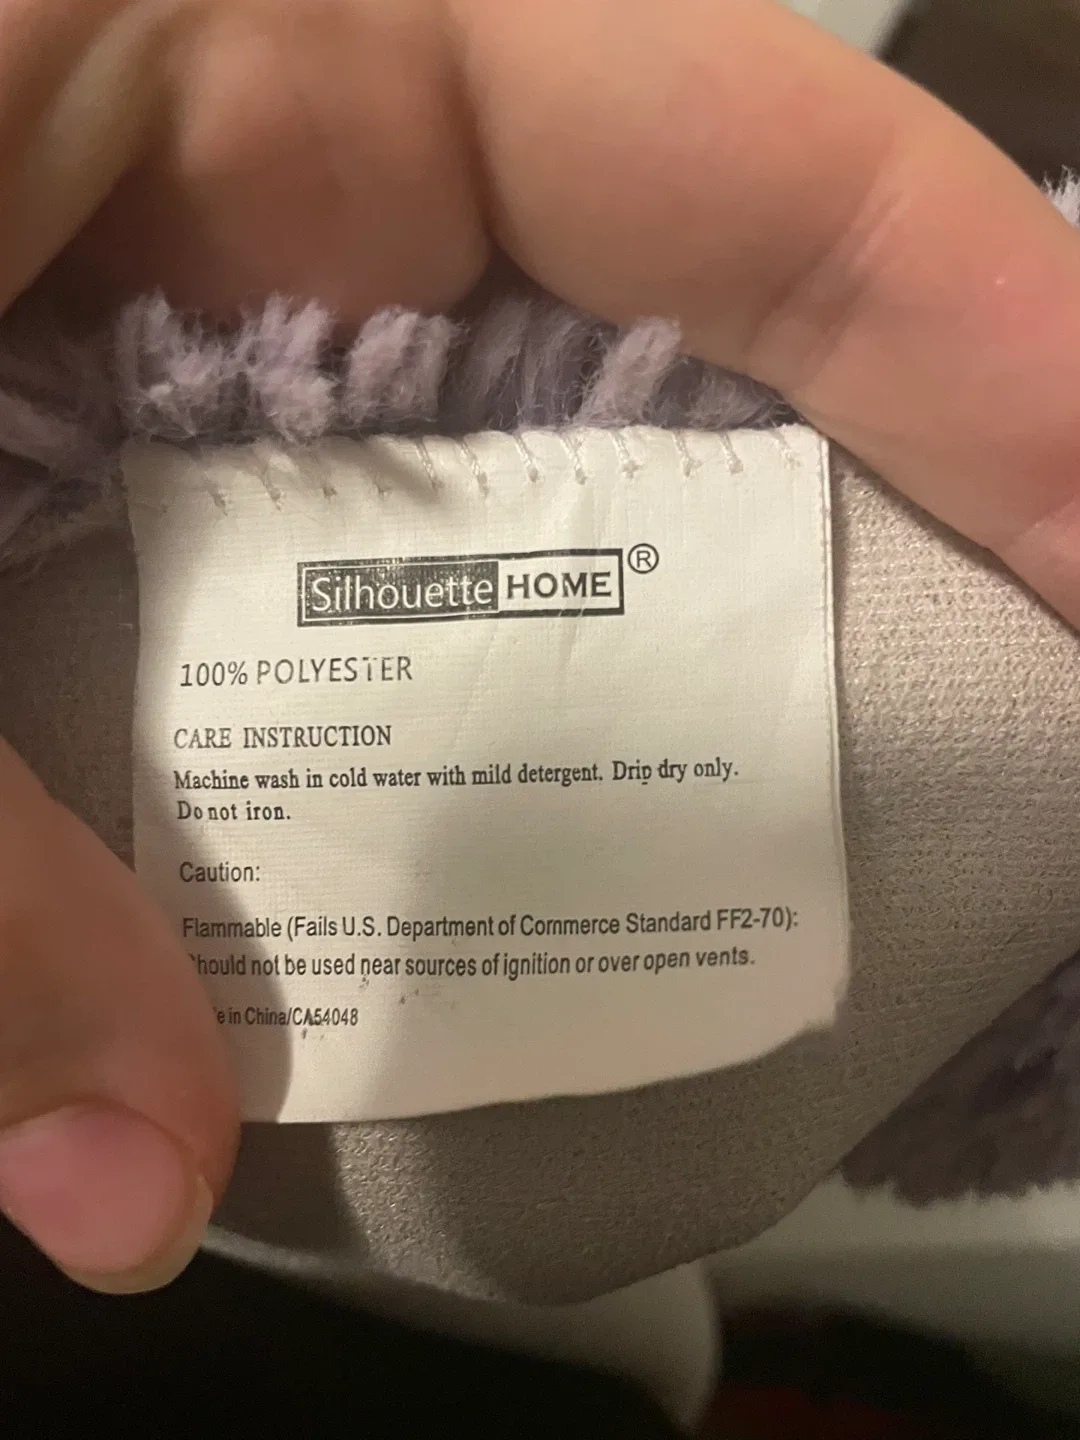 Silhouette HOME®
100% POLYESTER
CARE INSTRUCTION
Machine wash in cold water with mild detergent. Drip dry only.
Do not iron.
Caution:
Flammable (Fails U.S. Department of Commerce Standard FF2-70):
hould not be used near sources of ignition or over open vents.
e in China/CA54048